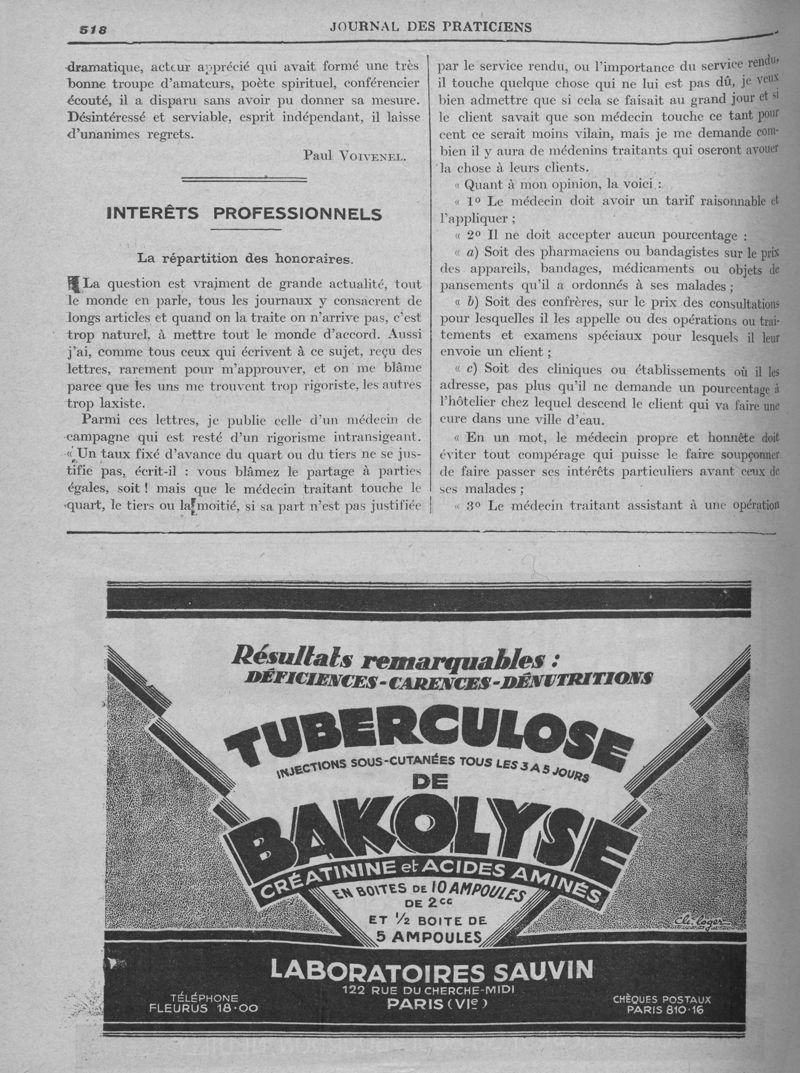 518
JOURNAL DES PRATICIENS
dramatique, acteur apprécié qui avait formé une très
bonne troupe d'amateurs, poète spirituel, conférencier
écouté, il a disparu sans avoir pu donner sa mesure.
Désintéressé et serviable, esprit indépendant, il laisse
d'unanimes regrets.
Paul VOIVENEL.
INTERÊTS PROFESSIONNELS
La répartition des honoraires.
La question est vraiment de grande actualité, tout
le monde en parle, tous les journaux y consacrent de
longs articles et quand on la traite on n'arrive pas, c'est
trop naturel, à mettre tout le monde d'accord. Aussi
j'ai, comme tous ceux qui écrivent à ce sujet, reçu des
lettres, rarement pour m'approuver, et on me blâme
parce que les uns me trouvent trop rigoriste, les autres
trop laxiste.
Parmi ces lettres, je publie celle d'un médecin de
campagne qui est resté d'un rigorisme intransigeant.
« Un taux fixé d'avance du quart ou du tiers ne se jus-
tifie pas, écrit-il : vous blâmez le partage à parties
égales, soit ! mais que le médecin traitant touche le
quart, le tiers ou la moitié, si sa part n'est pas justifiée
par le service rendu, ou l'importance du service rendu,
il touche quelque chose qui ne lui est pas dû, je veux
bien admettre que si cela se faisait au grand jour et si
le client savait que son médecin touche ce tant pour
cent ce serait moins vilain, mais je me demande com-
bien il y aura de médenins traitants qui oseront avouer
la chose à leurs clients.
« Quant à mon opinion, la voici :
« 1º Le médecin doit avoir un tarif raisonnable et
l'appliquer ;
« 2º Il ne doit accepter aucun pourcentage :
« a) Soit des pharmaciens ou bandagistes sur le prix
des appareils, bandages, médicaments ou objets de
pansements qu'il a ordonnés à ses malades ;
« b) Soit des confrères, sur le prix des consultations
pour lesquelles il les appelle ou des opérations ou trai-
tements et examens spéciaux pour lesquels il leur
envoie un client ;
« c) Soit des cliniques ou établissements où il les
adresse, pas plus qu'il ne demande un pourcentage à
l'hôtelier chez lequel descend le client qui va faire une
cure dans une ville d'eau.
« En un mot, le médecin propre et honnête doit
éviter tout compérage qui puisse le faire soupçonner
de faire passer ses intérêts particuliers avant ceux de
ses malades ;
« 3º Le médecin traitant assistant à une opération
Résultats remarquables :
DÉFICIENCES-CARENCES-DÉNUTRITIONS
TUBERCULOSE
INJECTIONS SOUS-CUTANÉES TOUS LES 3 A 5 JOURS
DE
BAKOLYSE
CRÉATININE et ACIDES AMINÉS
EN BOITES DE 10 AMPOULES
DE 2cc
ET 1/2 BOITE DE
5 AMPOULES
Ch. Loger
LABORATOIRES SAUVIN
122 RUE DU CHERCHE-MIDI
PARIS (VIe)
TÉLÉPHONE
FLEURUS 18·00
CHÈQUES POSTAUX
PARIS 810·16